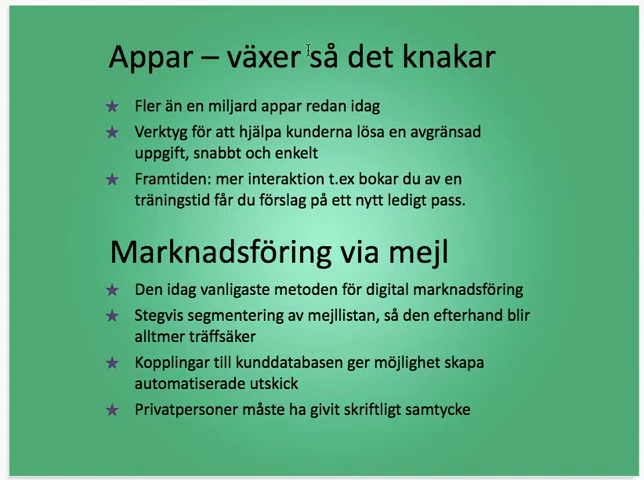 Appar – växer så det knakar
Fler än en miljard appar redan idag
Verktyg för att hjälpa kunderna lösa en avgränsad
uppgift, snabbt och enkelt
Framtiden: mer interaktion t.ex bokar du av en
träningstid får du förslag på ett nytt ledigt pass.
Marknadsföring via mejl
Den idag vanligaste metoden för digital marknadsföring
Stegvis segmentering av mejllistan, så den efterhand blir
alltmer träffsäker
Kopplingar till kunddatabasen ger möjlighet skapa
automatiserade utskick
Privatpersoner måste ha givit skriftligt samtycke